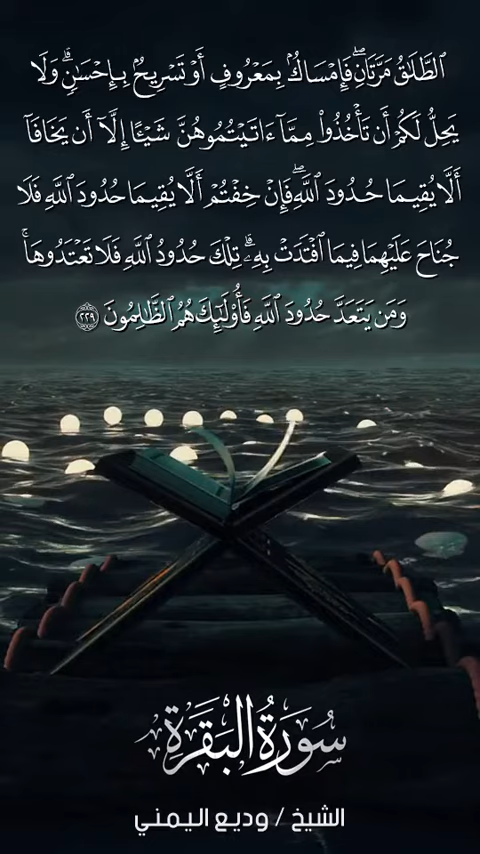 ٱلطَّلَٰقُ مَرَّتَانِۖ فَإِمۡسَاكُۢ بِمَعۡرُوفٍ أَوۡ تَسۡرِيحُۢ بِإِحۡسَٰنٖۗ وَلَا
يَحِلُّ لَكُمۡ أَن تَأۡخُذُواْ مِمَّآ ءَاتَيۡتُمُوهُنَّ شَيۡـًٔا إِلَّآ أَن يَخَافَآ
أَلَّا يُقِيمَا حُدُودَ ٱللَّهِۖ فَإِنۡ خِفۡتُمۡ أَلَّا يُقِيمَا حُدُودَ ٱللَّهِ فَلَا
جُنَاحَ عَلَيۡهِمَا فِيمَا ٱفۡتَدَتۡ بِهِۦۗ تِلۡكَ حُدُودُ ٱللَّهِ فَلَا تَعۡتَدُوهَاۚ
وَمَن يَتَعَدَّ حُدُودَ ٱللَّهِ فَأُوْلَٰٓئِكَ هُمُ ٱلظَّٰلِمُونَ ٢٢٩
سُورَةُ البَقَرَةِ
الشيخ / وديع اليمني